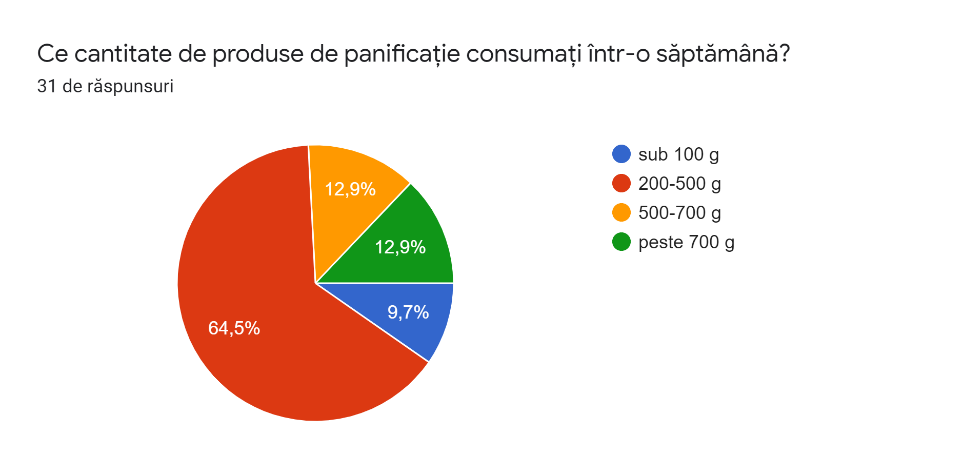 Ce cantitate de produse de panificație consumați într-o săptămână?
31 de răspunsuri
sub 100 g
200-500 g
500-700 g
peste 700 g
12,9%
12,9%
9,7%
64,5%